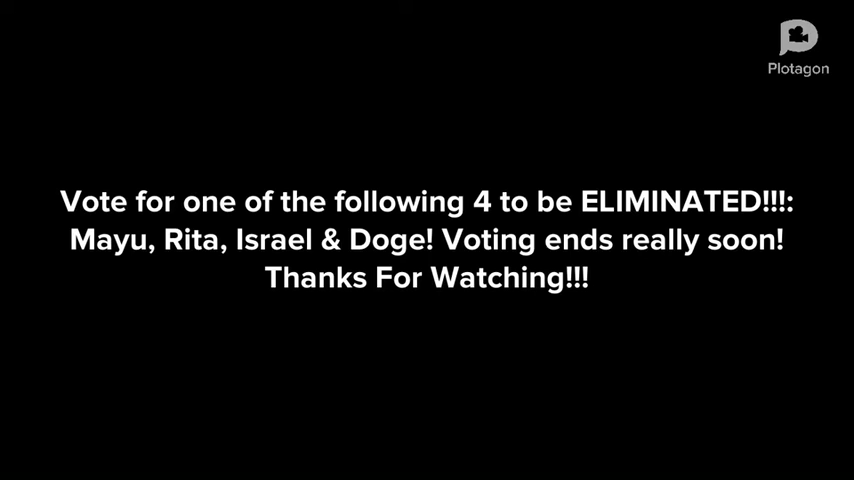 Plotagon
Vote for one of the following 4 to be ELIMINATED!!!:
Mayu, Rita, Israel & Doge! Voting ends really soon!
Thanks For Watching!!!